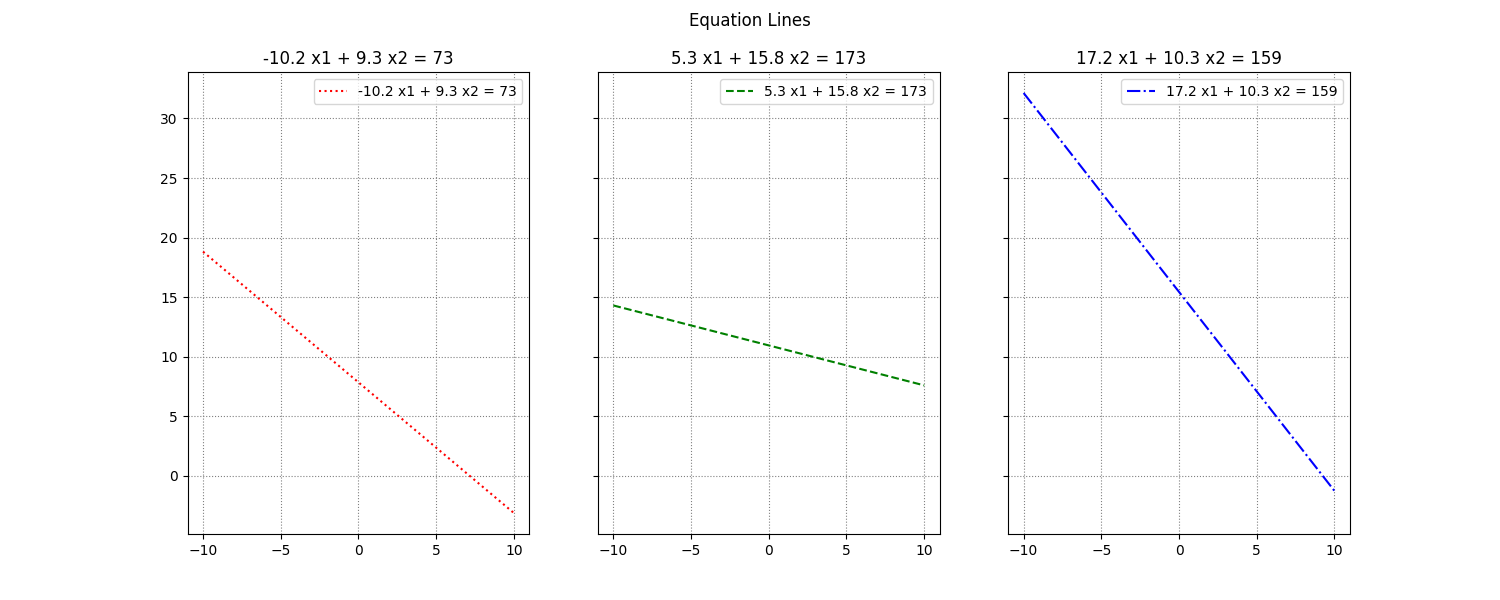 Equation Lines
-10.2 x1 + 9.3 x2 = 73
5.3 x1 + 15.8 x2 = 173
17.2 x1 + 10.3 x2 = 159
-10.2 x1 + 9.3 x2 = 73
5.3 x1 + 15.8 x2 = 173
17.2 x1 + 10.3 x2 = 159
30
25
20
15
10
5
0
−10 −5 0 5 10
−10 −5 0 5 10
−10 −5 0 5 10